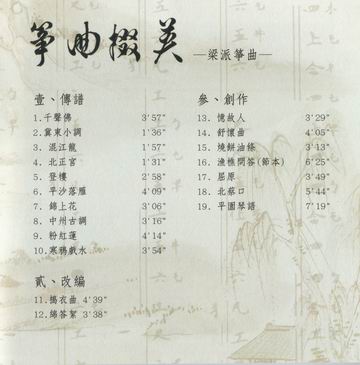 箏曲掇英 —梁派箏曲—
壹、傳譜
1.千聲佛 3'57"
2.冀東小調 1'36"
3.混江龍 1'57"
4.北正宮 1'31"
5.登樓 2'58"
6.平沙落雁 4'09"
7.錦上花 3'06"
8.中州古調 3'16"
9.粉紅蓮 4'14"
10.寒鴉戲水 3'54"
貳、改編
11.搗衣曲 4'39"
12.綿答絮 3'38"
參、創作
13.憶故人 3'29"
14.舒懷曲 4'05"
15.燒餅油條 3'13"
16.漁樵問答(節本) 6'25"
17.屈原 3'49"
18.北蔡口 5'44"
19.平園琴語 7'19"